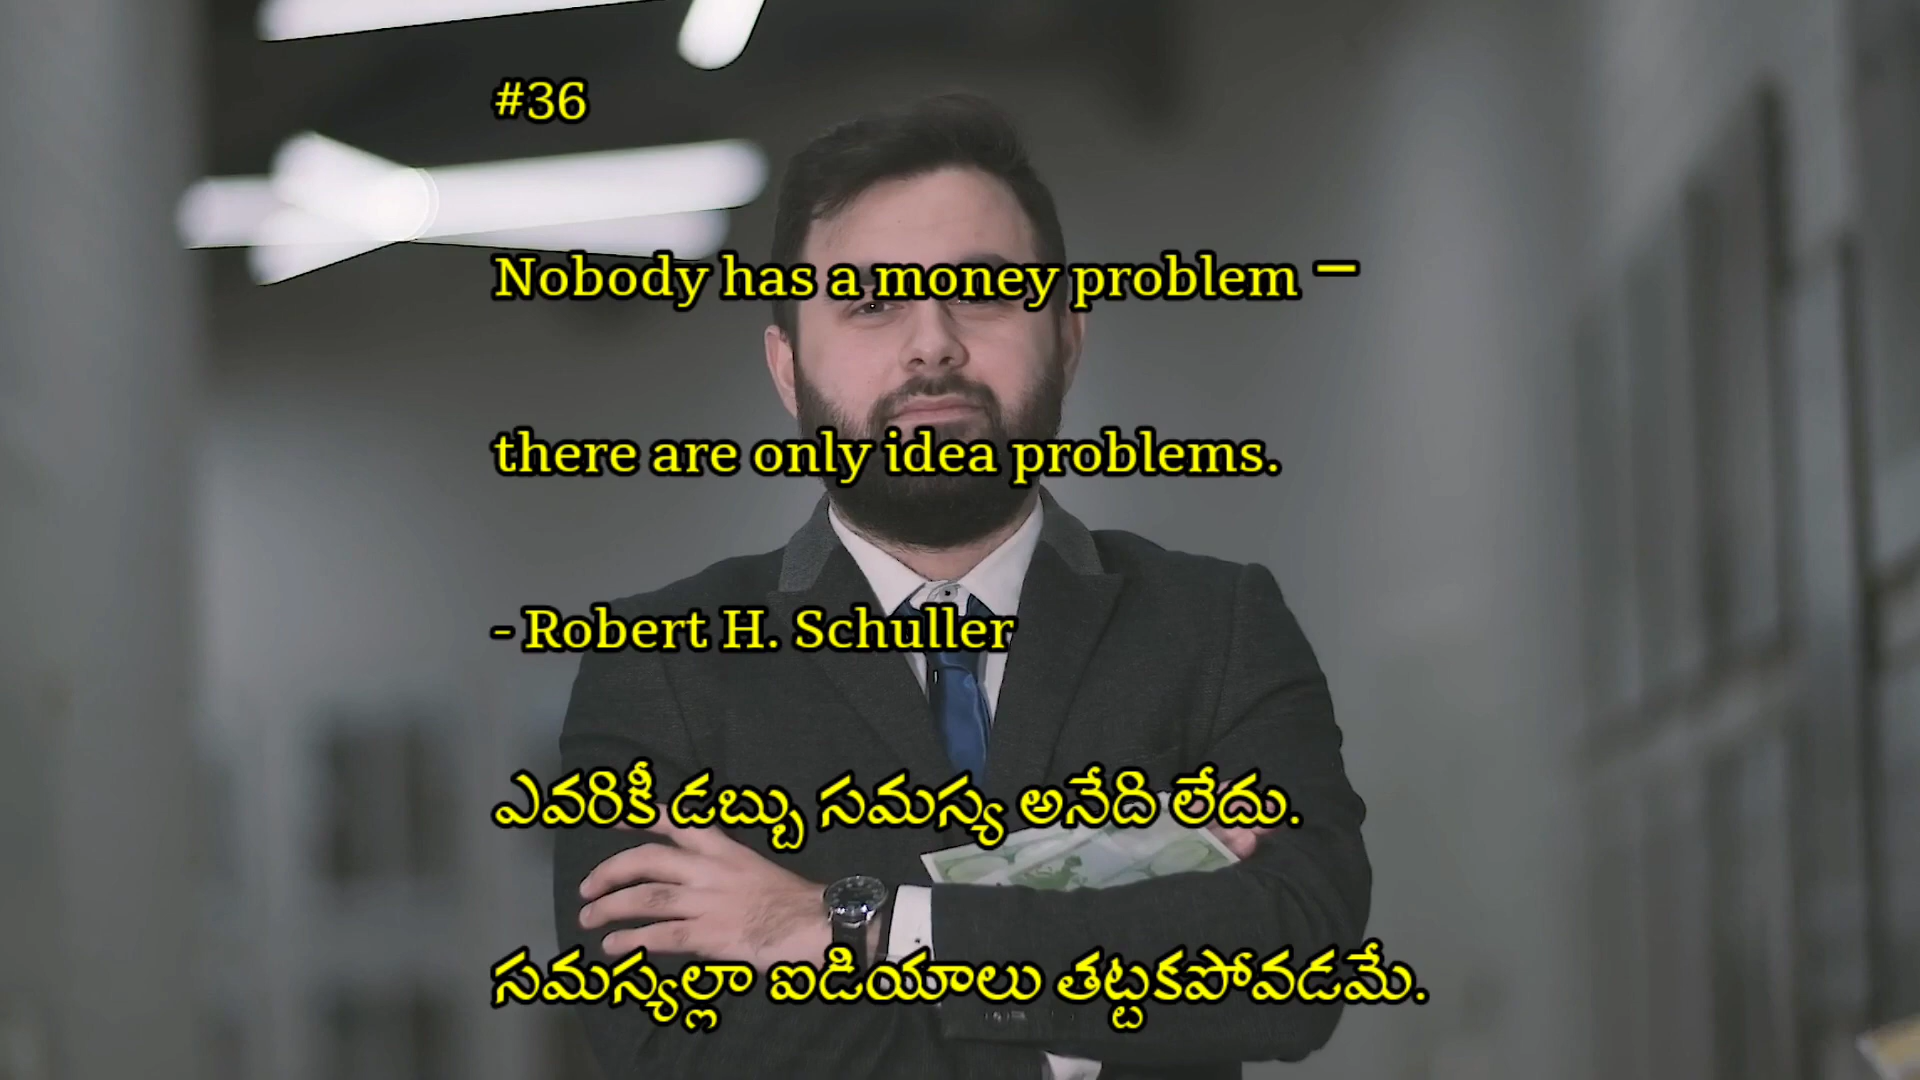 #36
Nobody has a money problem –
there are only idea problems.
- Robert H. Schuller
ఎవరికీ డబ్బు సమస్య అనేది లేదు.
సమస్యల్లా ఐడియాలు తట్టకపోవడమే.